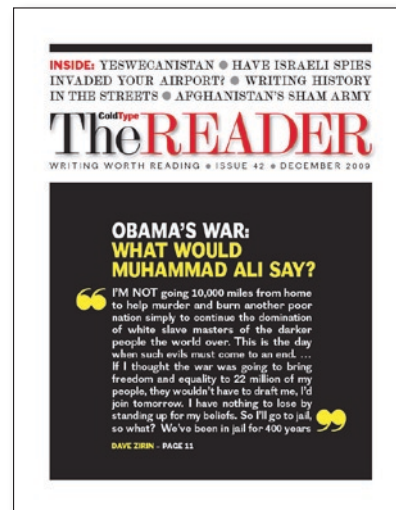 INSIDE: YESWECANISTAN ● HAVE ISRAELI SPIES
INVADED YOUR AIRPORT? ● WRITING HISTORY
IN THE STREETS ● AFGHANISTAN'S SHAM ARMY
ColdType
TheREADER
WRITING WORTH READING ● ISSUE 42 ● DECEMBER 2009
OBAMA'S WAR:
WHAT WOULD
MUHAMMAD ALI SAY?
“I'M NOT going 10,000 miles from home
to help murder and burn another poor
nation simply to continue the domination
of white slave masters of the darker
people the world over. This is the day
when such evils must come to an end. ...
If I thought the war was going to bring
freedom and equality to 22 million of my
people, they wouldn't have to draft me, I'd
join tomorrow. I have nothing to lose by
standing up for my beliefs. So I'll go to jail,
so what? We've been in jail for 400 years”
DAVE ZIRIN - PAGE 11